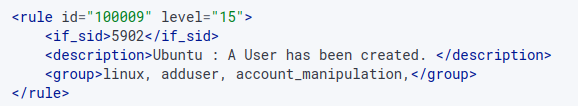 <rule id="100009" level="15">
<if_sid>5902</if_sid>
<description>Ubuntu : A User has been created. </description>
<group>linux, adduser, account_manipulation,</group>
</rule>